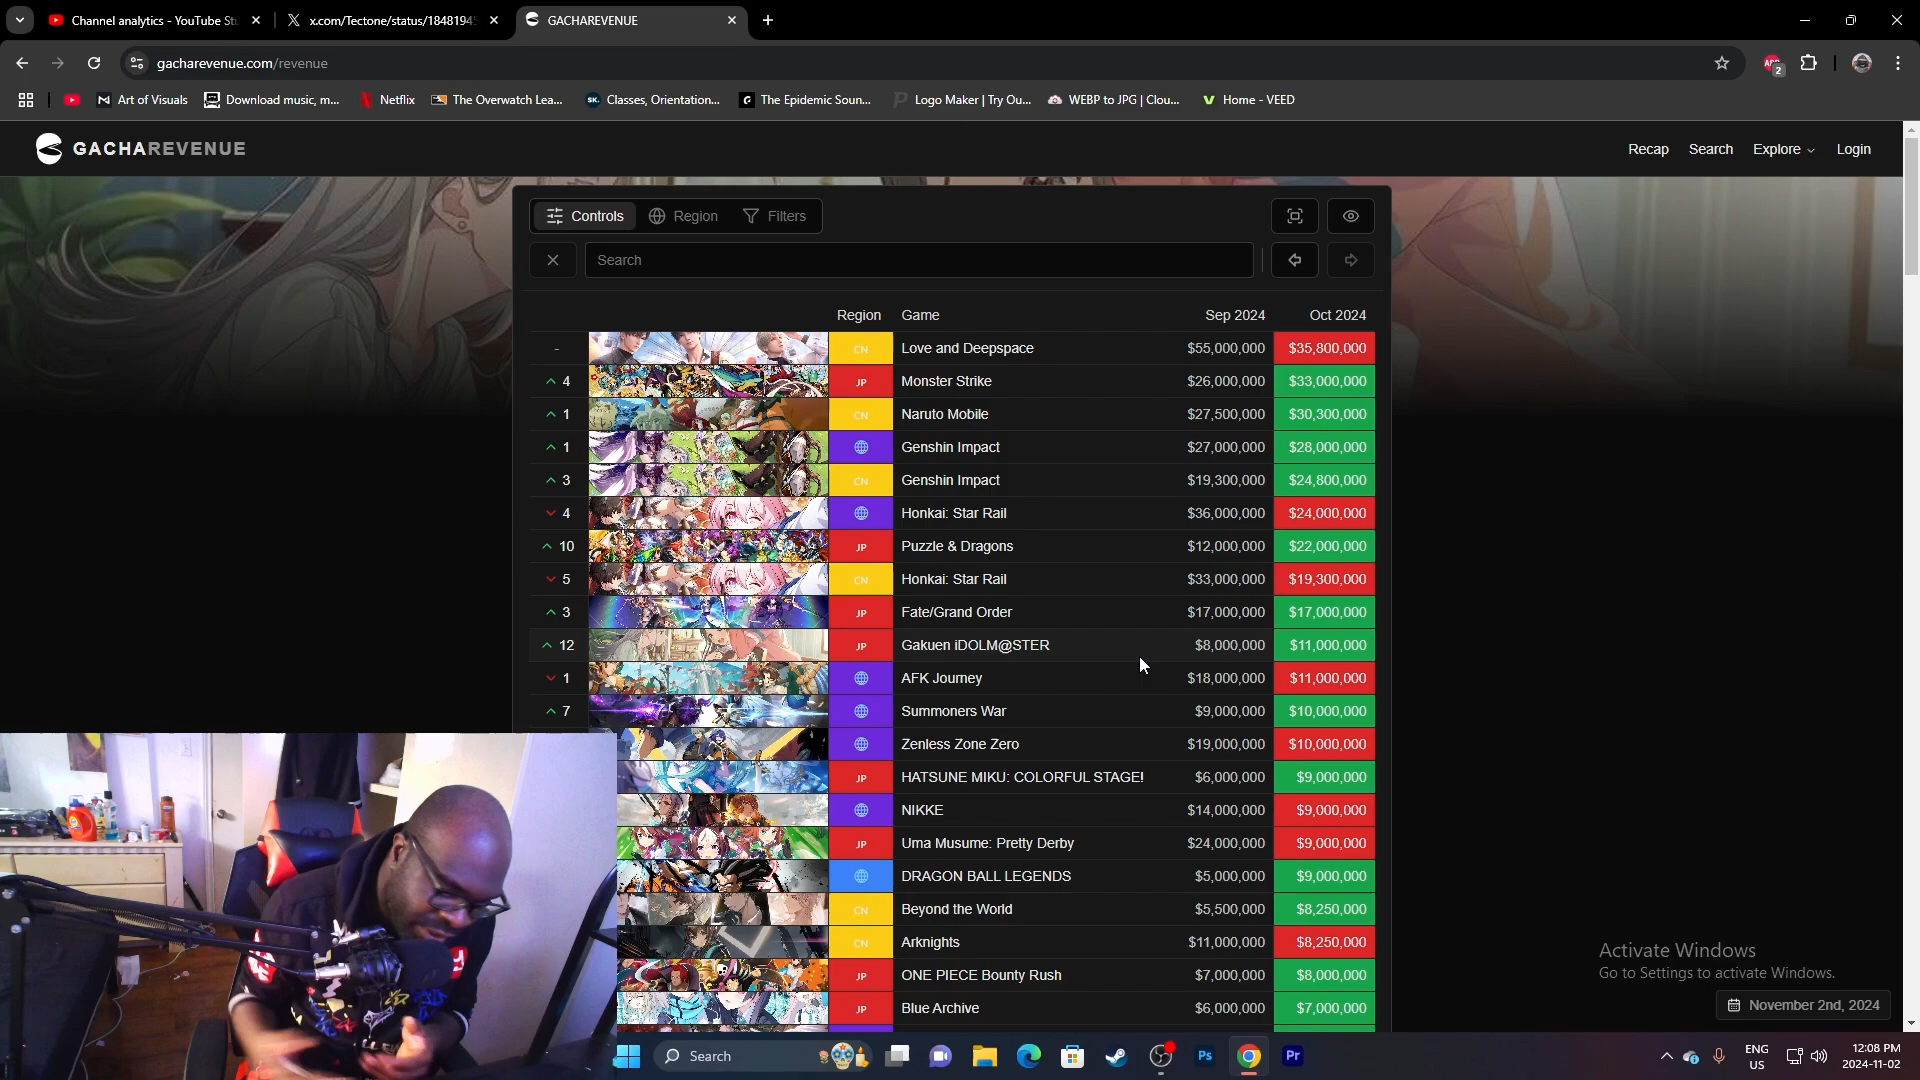 Channel analytics - YouTube St
x.com/Tectone/status/1848194
GACHAREVENUE
gacharevenue.com/revenue
2
Art of Visuals
Download music, m...
Netflix
The Overwatch Lea...
SK.
Classes, Orientation...
The Epidemic Soun...
Logo Maker | Try Ou...
WEBP to JPG | Clou...
Home - VEED
GACHAREVENUE
Recap
Search
Explore
Login
Controls
Region
Filters
Search
Region Game Sep 2024 Oct 2024
- CN Love and Deepspace $55,000,000 $35,800,000
4 JP Monster Strike $26,000,000 $33,000,000
1 CN Naruto Mobile $27,500,000 $30,300,000
1 Genshin Impact $27,000,000 $28,000,000
3 CN Genshin Impact $19,300,000 $24,800,000
4 Honkai: Star Rail $36,000,000 $24,000,000
10 JP Puzzle & Dragons $12,000,000 $22,000,000
5 CN Honkai: Star Rail $33,000,000 $19,300,000
3 JP Fate/Grand Order $17,000,000 $17,000,000
12 JP Gakuen iDOLM@STER $8,000,000 $11,000,000
1 AFK Journey $18,000,000 $11,000,000
7 Summoners War $9,000,000 $10,000,000
Zenless Zone Zero $19,000,000 $10,000,000
JP HATSUNE MIKU: COLORFUL STAGE! $6,000,000 $9,000,000
NIKKE $14,000,000 $9,000,000
JP Uma Musume: Pretty Derby $24,000,000 $9,000,000
DRAGON BALL LEGENDS $5,000,000 $9,000,000
CN Beyond the World $5,500,000 $8,250,000
CN Arknights $11,000,000 $8,250,000
JP ONE PIECE Bounty Rush $7,000,000 $8,000,000
JP Blue Archive $6,000,000 $7,000,000
Activate Windows
Go to Settings to activate Windows.
November 2nd, 2024
Search
Ps
Pr
ENG
US
12:08 PM
2024-11-02